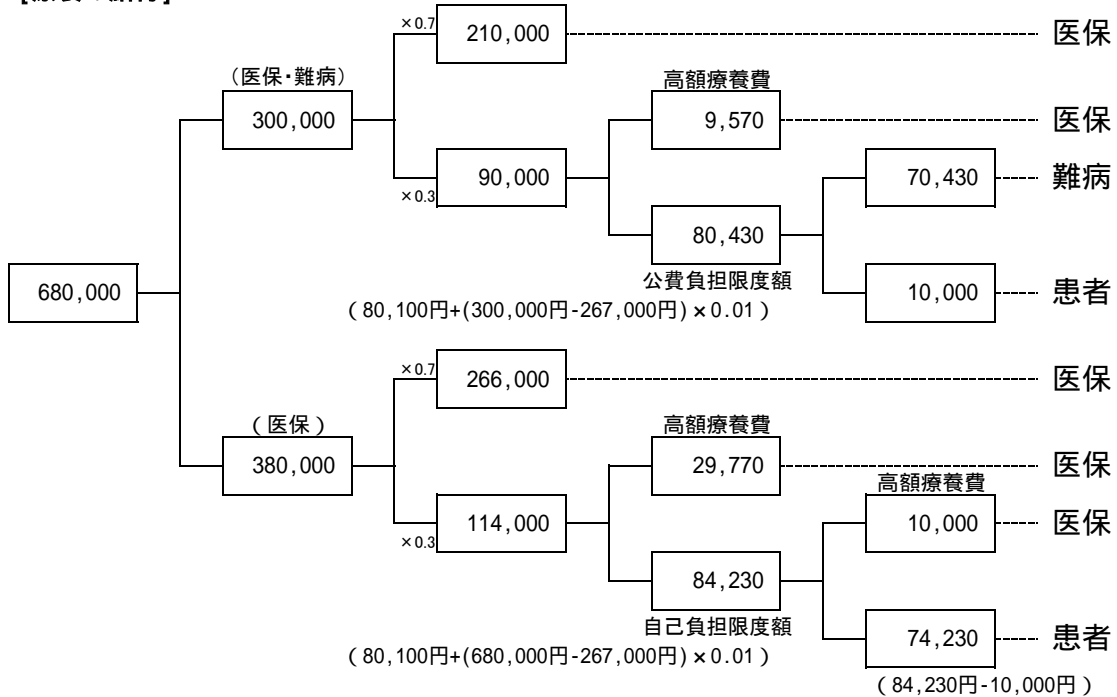 ×0.7
210,000
医保
(医保・難病)
300,000
高額療養費
9,570
医保
×0.3
90,000
70,430
難病
80,430
公費負担限度額
680,000
10,000
患者
(80,100円+(300,000円-267,000円)×0.01)
×0.7
266,000
医保
(医保)
380,000
高額療養費
29,770
医保
高額療養費
×0.3
114,000
10,000
医保
84,230
自己負担限度額
74,230
患者
(80,100円+(680,000円-267,000円)×0.01)
(84,230円-10,000円)